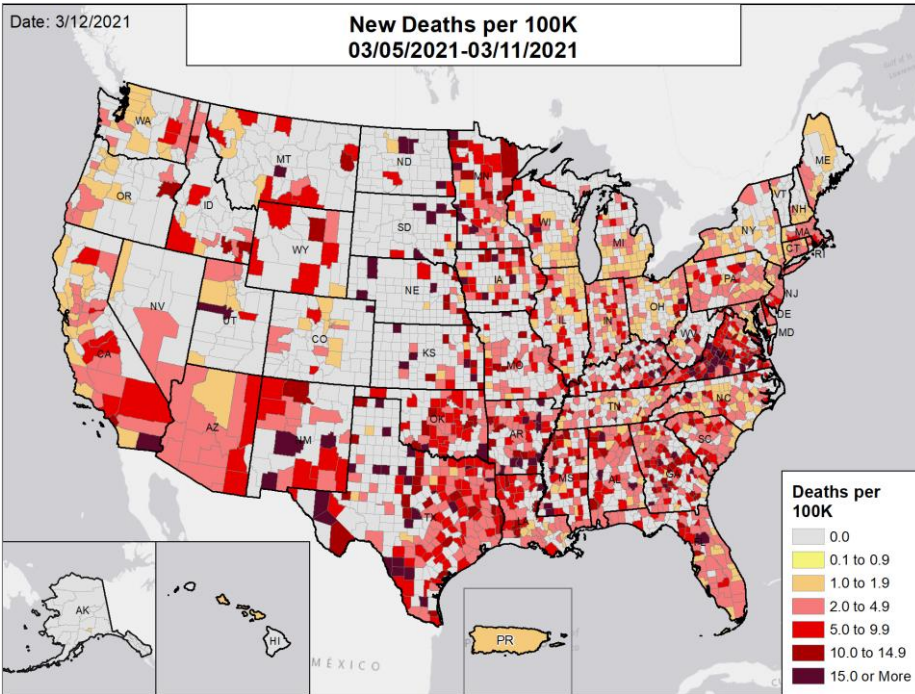 Date: 3/12/2021
New Deaths per 100K
03/05/2021-03/11/2021
WA
MT
ND
MN
ME
OR
ID
SD
WI
MI
VT
NH
NY
MA
CT
RI
WY
IA
PA
NJ
NE
OH
DE
MD
NV
UT
CO
IL
IN
WV
CA
KS
MO
AZ
NM
OK
AR
TN
NC
SC
MS
AL
GA
TX
LA
FL
AK
HI
PR
MÉXICO
Deaths per
100K
0.0
0.1 to 0.9
1.0 to 1.9
2.0 to 4.9
5.0 to 9.9
10.0 to 14.9
15.0 or More